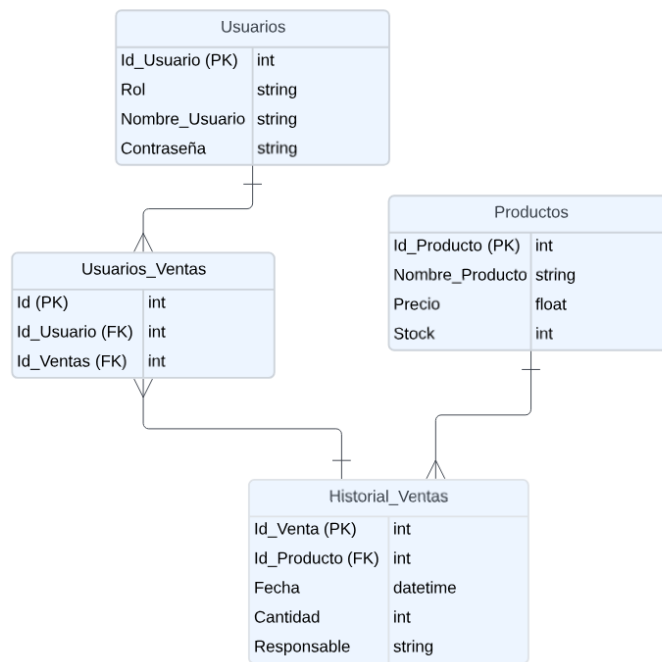 Usuarios
Id_Usuario (PK) int
Rol string
Nombre_Usuario string
Contraseña string
Productos
Id_Producto (PK) int
Nombre_Producto string
Precio float
Stock int
Usuarios_Ventas
Id (PK) int
Id_Usuario (FK) int
Id_Ventas (FK) int
Historial_Ventas
Id_Venta (PK) int
Id_Producto (FK) int
Fecha datetime
Cantidad int
Responsable string